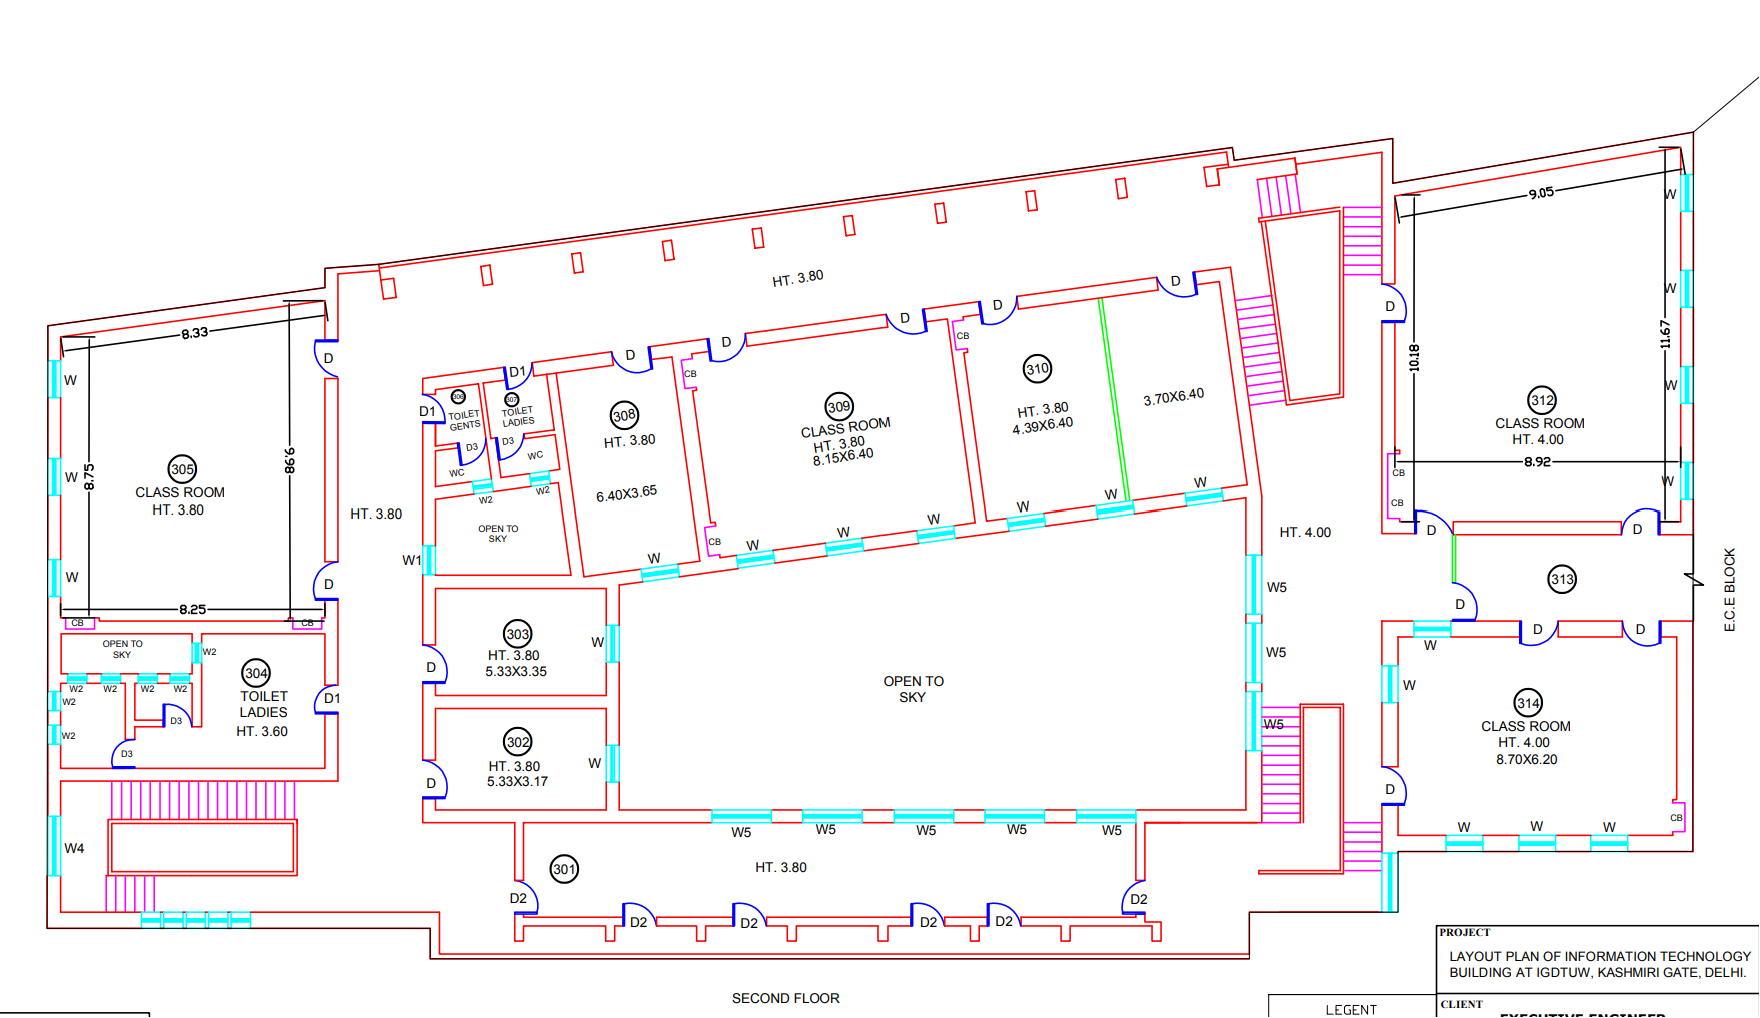 9.05
W
W
W
W
11.67
10.18
312
CLASS ROOM
HT. 4.00
8.92
CB
CB
D
D
D
HT. 3.80
D
D
D
D
D
D1
D1
306
TOILET
GENTS
307
TOILET
LADIES
D3
D3
WC
WC
W2
W2
OPEN TO
SKY
W1
308
HT. 3.80
6.40X3.65
CB
CB
309
CLASS ROOM
HT. 3.80
8.15X6.40
CB
310
HT. 3.80
4.39X6.40
3.70X6.40
W
W
W
W
W
W
W
8.33
D
W
W
W
8.75
6.98
305
CLASS ROOM
HT. 3.80
8.25
D
CB
CB
HT. 3.80
OPEN TO
SKY
W2
W2
W2
W2
W2
W2
W2
304
TOILET
LADIES
HT. 3.60
D1
D3
D3
W4
303
HT. 3.80
5.33X3.35
W
D
302
HT. 3.80
5.33X3.17
W
D
OPEN TO
SKY
HT. 4.00
W5
W5
W5
W5
W5
W5
W5
W5
301
HT. 3.80
D2
D2
D2
D2
D2
D2
313
D
E.C.E BLOCK
D
D
W
W
314
CLASS ROOM
HT. 4.00
8.70X6.20
D
CB
W
W
W
SECOND FLOOR
PROJECT
LAYOUT PLAN OF INFORMATION TECHNOLOGY
BUILDING AT IGDTUW, KASHMIRI GATE, DELHI.
LEGENT
CLIENT
EXECUTIVE ENGINEER